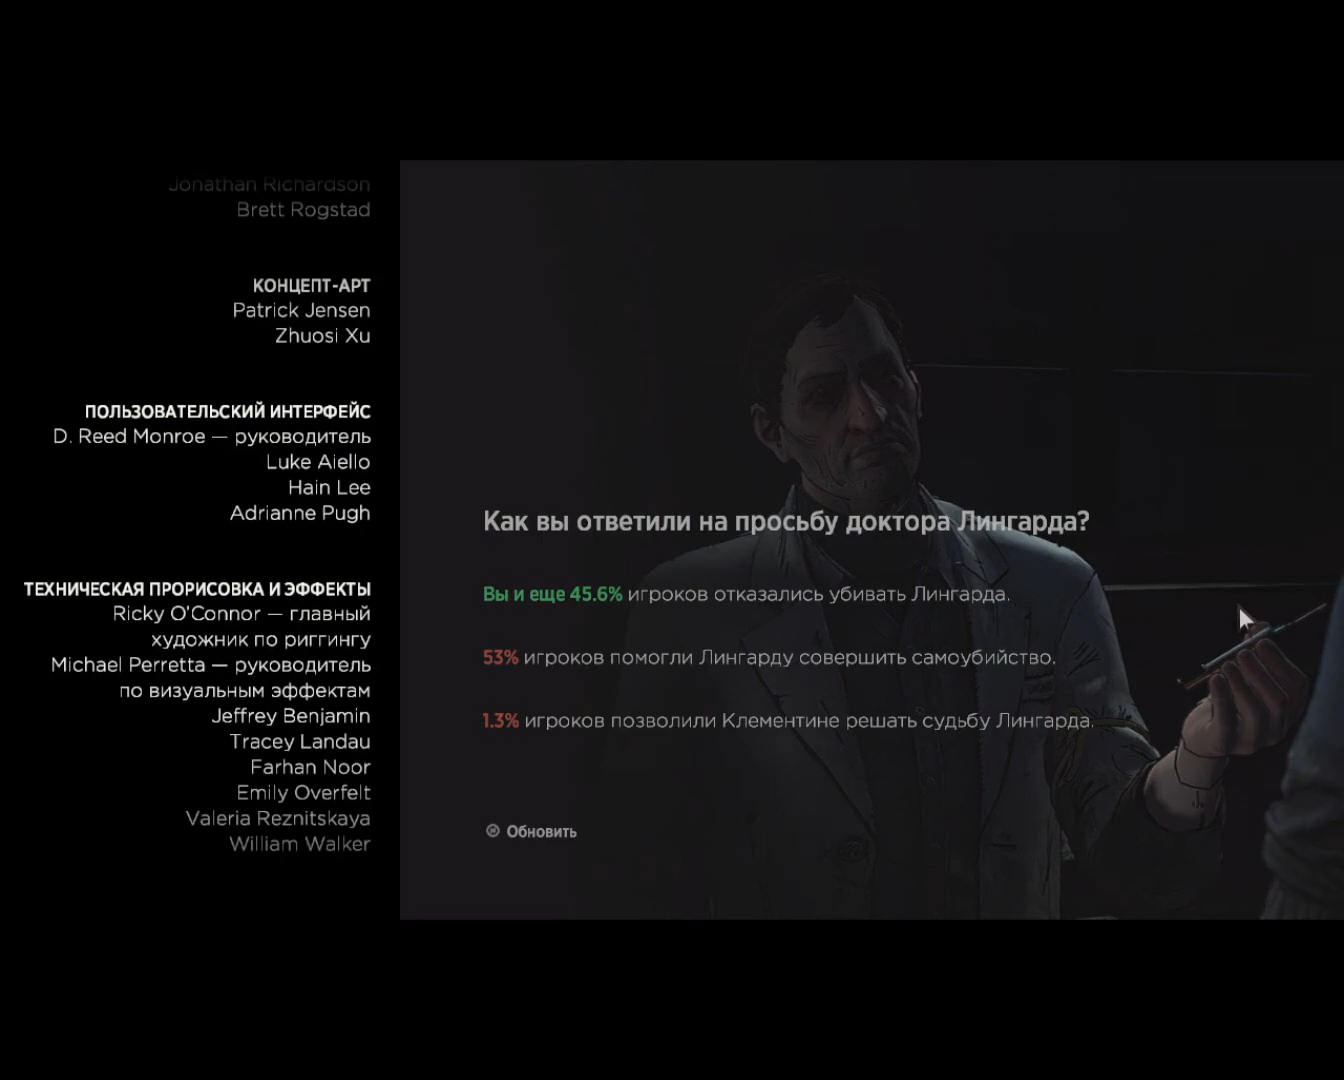 Jonathan Richardson
Brett Rogstad
КОНЦЕПТ-АРТ
Patrick Jensen
Zhuosi Xu
ПОЛЬЗОВАТЕЛЬСКИЙ ИНТЕРФЕЙС
D. Reed Monroe — руководитель
Luke Aiello
Hain Lee
Adrianne Pugh
ТЕХНИЧЕСКАЯ ПРОРИСОВКА И ЭФФЕКТЫ
Ricky O'Connor — главный
художник по риггингу
Michael Perretta — руководитель
по визуальным эффектам
Jeffrey Benjamin
Tracey Landau
Farhan Noor
Emily Overfelt
Valeria Reznitskaya
William Walker
Как вы ответили на просьбу доктора Лингарда?
Вы и еще 45.6% игроков отказались убивать Лингарда.
53% игроков помогли Лингарду совершить самоубийство.
1.3% игроков позволили Клементине решать судьбу Лингарда.
Обновить